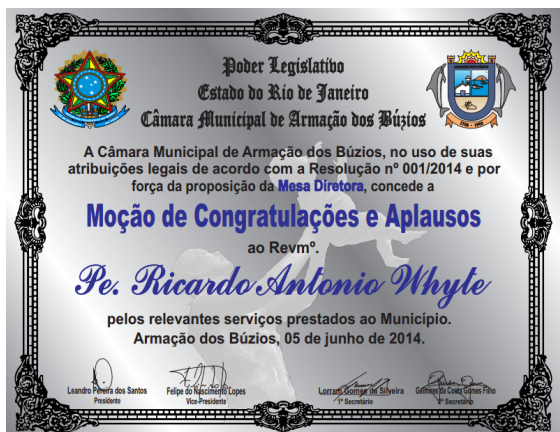 Poder Legislativo
Estado do Rio de Janeiro
Câmara Municipal de Armação dos Búzios
A Câmara Municipal de Armação dos Búzios, no uso de suas
atribuições legais de acordo com a Resolução nº 001/2014 e por
força da proposição da Mesa Diretora, concede a
Moção de Congratulações e Aplausos
ao Revmº.
Pe. Ricardo Antonio Whyte
pelos relevantes serviços prestados ao Município.
Armação dos Búzios, 05 de junho de 2014.
Leandro Pereira dos Santos
Presidente
Felipe do Nascimento Lopes
Vice-Presidente
Lorram Gomes da Silveira
1º Secretário
da Costa Gomes Filho
2º Secretário